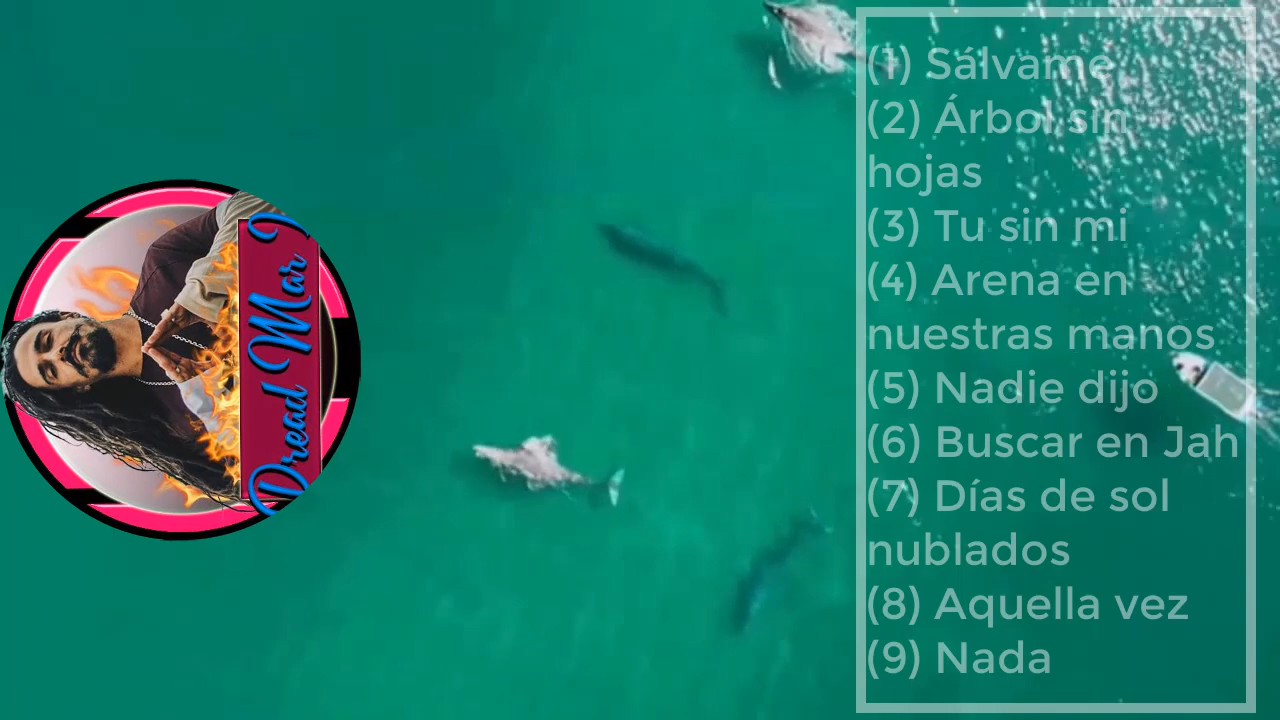 Dread Mar I
(1) Sálvame
(2) Árbol sin
hojas
(3) Tu sin mi
(4) Arena en
nuestras manos
(5) Nadie dijo
(6) Buscar en Jah
(7) Días de sol
nublados
(8) Aquella vez
(9) Nada